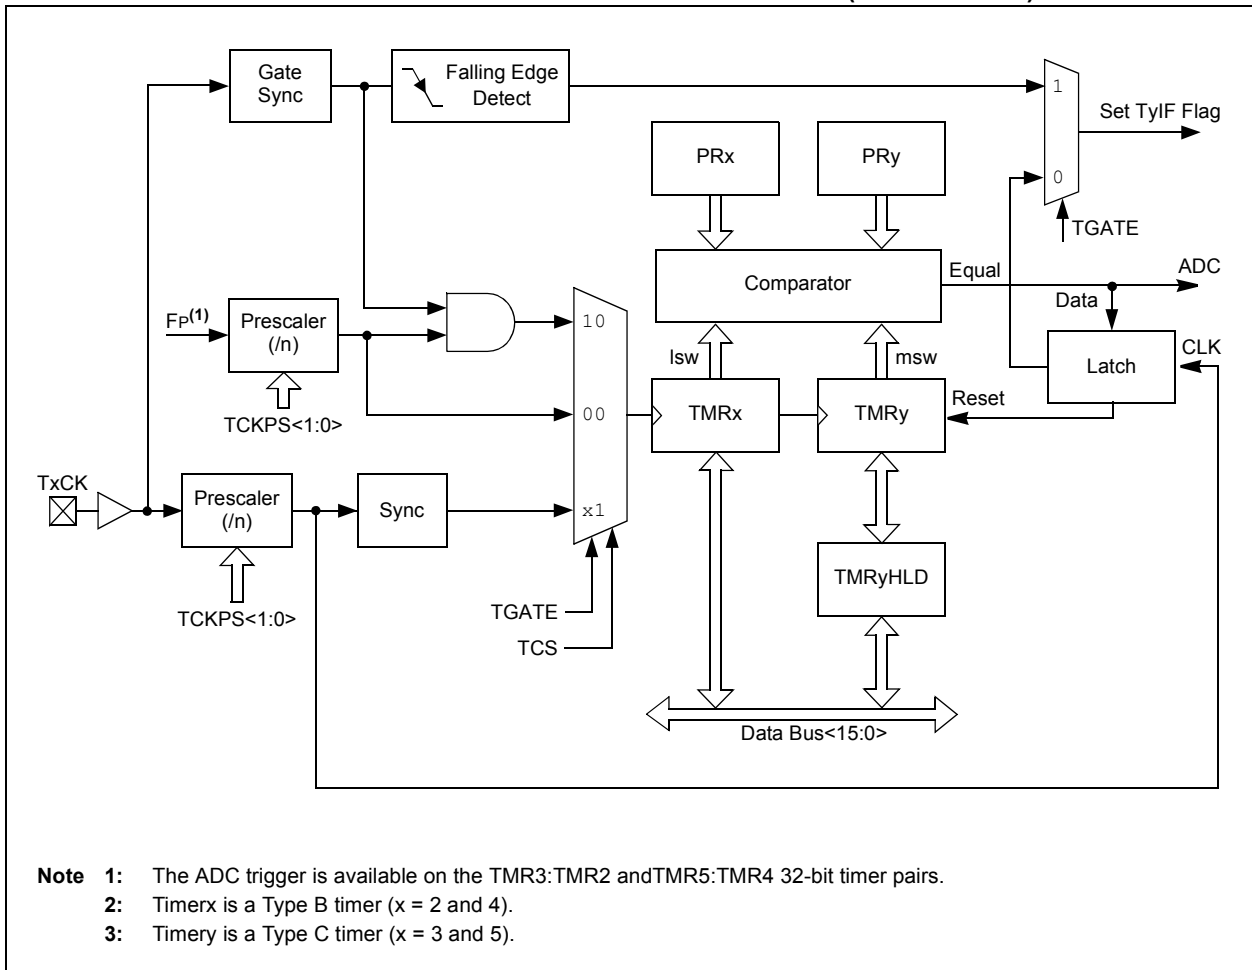 Gate
Sync
Falling Edge
Detect
1
Set TyIF Flag
PRx
PRy
0
TGATE
Comparator
Equal
ADC
Data
FP(1)
Prescaler
(/n)
10
lsw
msw
Latch
CLK
TCKPS<1:0>
00
TMRx
TMRy
Reset
TxCK
Prescaler
(/n)
Sync
x1
TMRyHLD
TCKPS<1:0>
TGATE
TCS
Data Bus<15:0>
Note 1: The ADC trigger is available on the TMR3:TMR2 andTMR5:TMR4 32-bit timer pairs.
2: Timerx is a Type B timer (x = 2 and 4).
3: Timery is a Type C timer (x = 3 and 5).